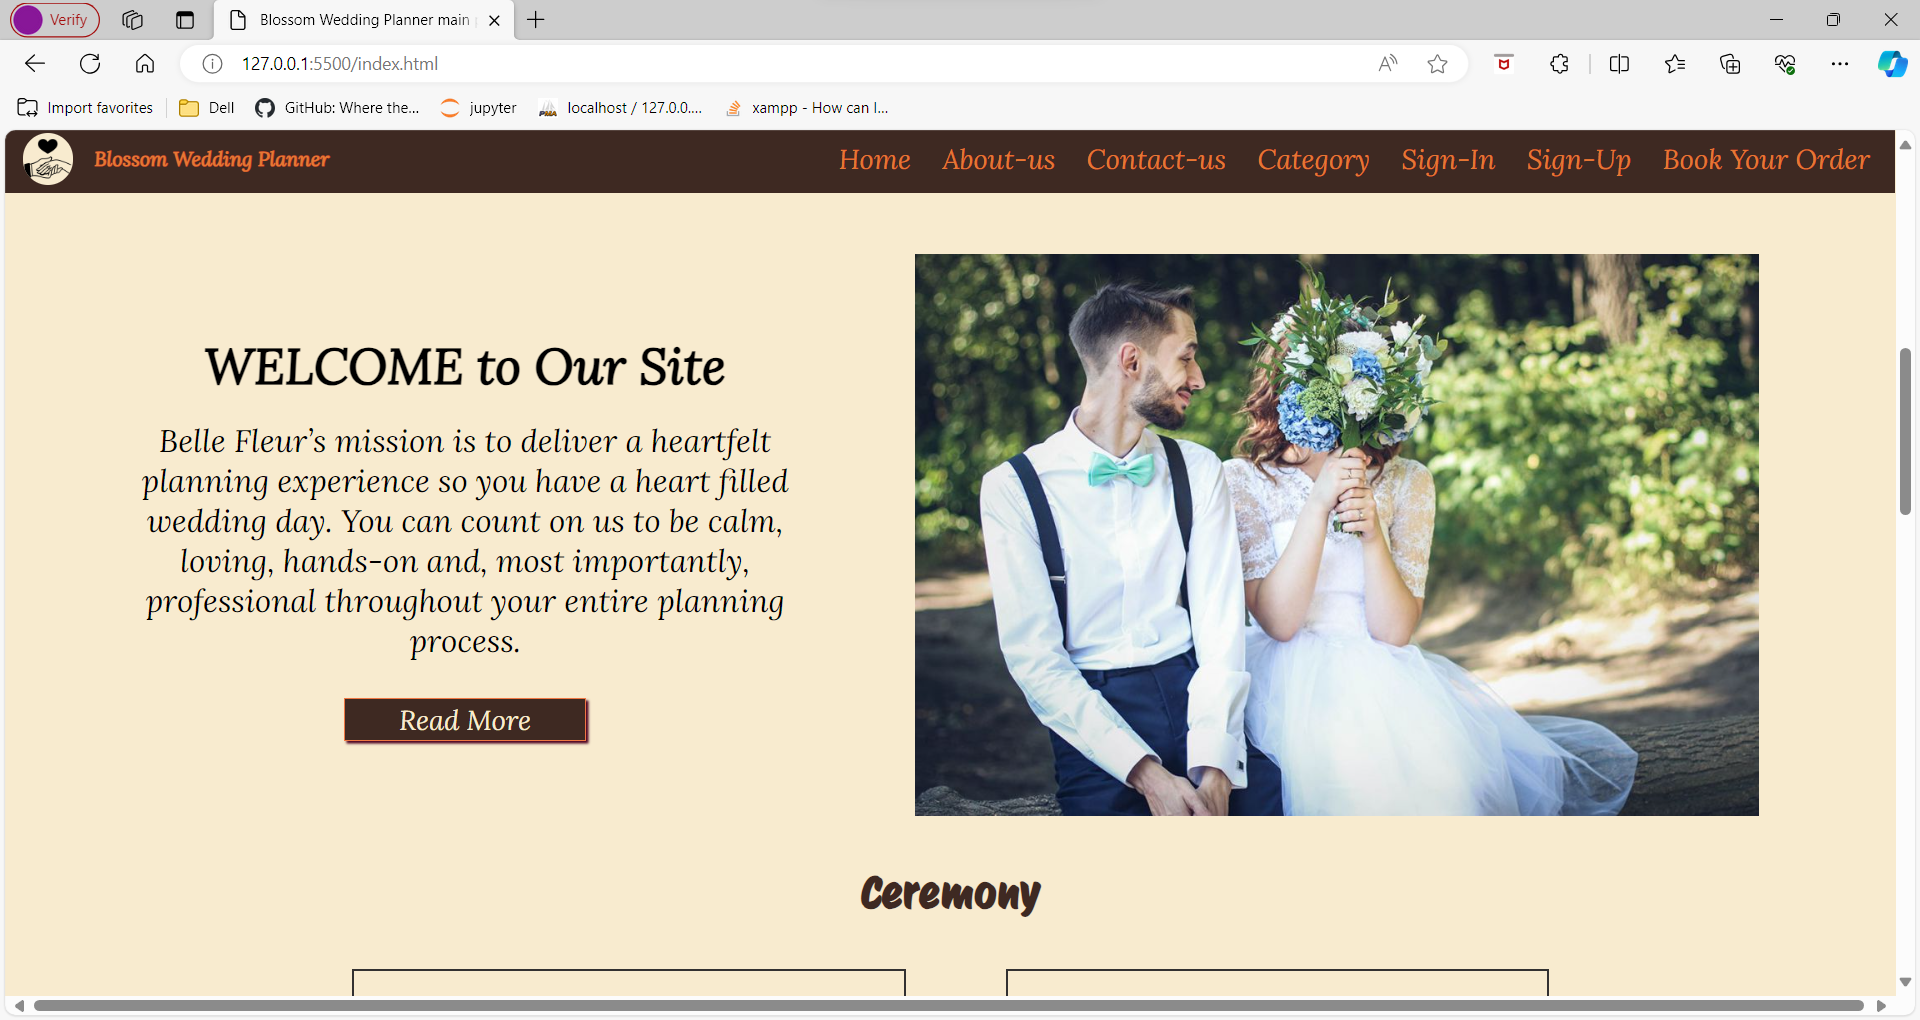 Verify
Blossom Wedding Planner main
127.0.0.1:5500/index.html
Import favorites
Dell
GitHub: Where the...
jupyter
localhost / 127.0.0....
xampp - How can I...
Blossom Wedding Planner
Home About-us Contact-us Category Sign-In Sign-Up Book Your Order
WELCOME to Our Site
Belle Fleur’s mission is to deliver a heartfelt
planning experience so you have a heart filled
wedding day. You can count on us to be calm,
loving, hands-on and, most importantly,
professional throughout your entire planning
process.
Read More
Ceremony